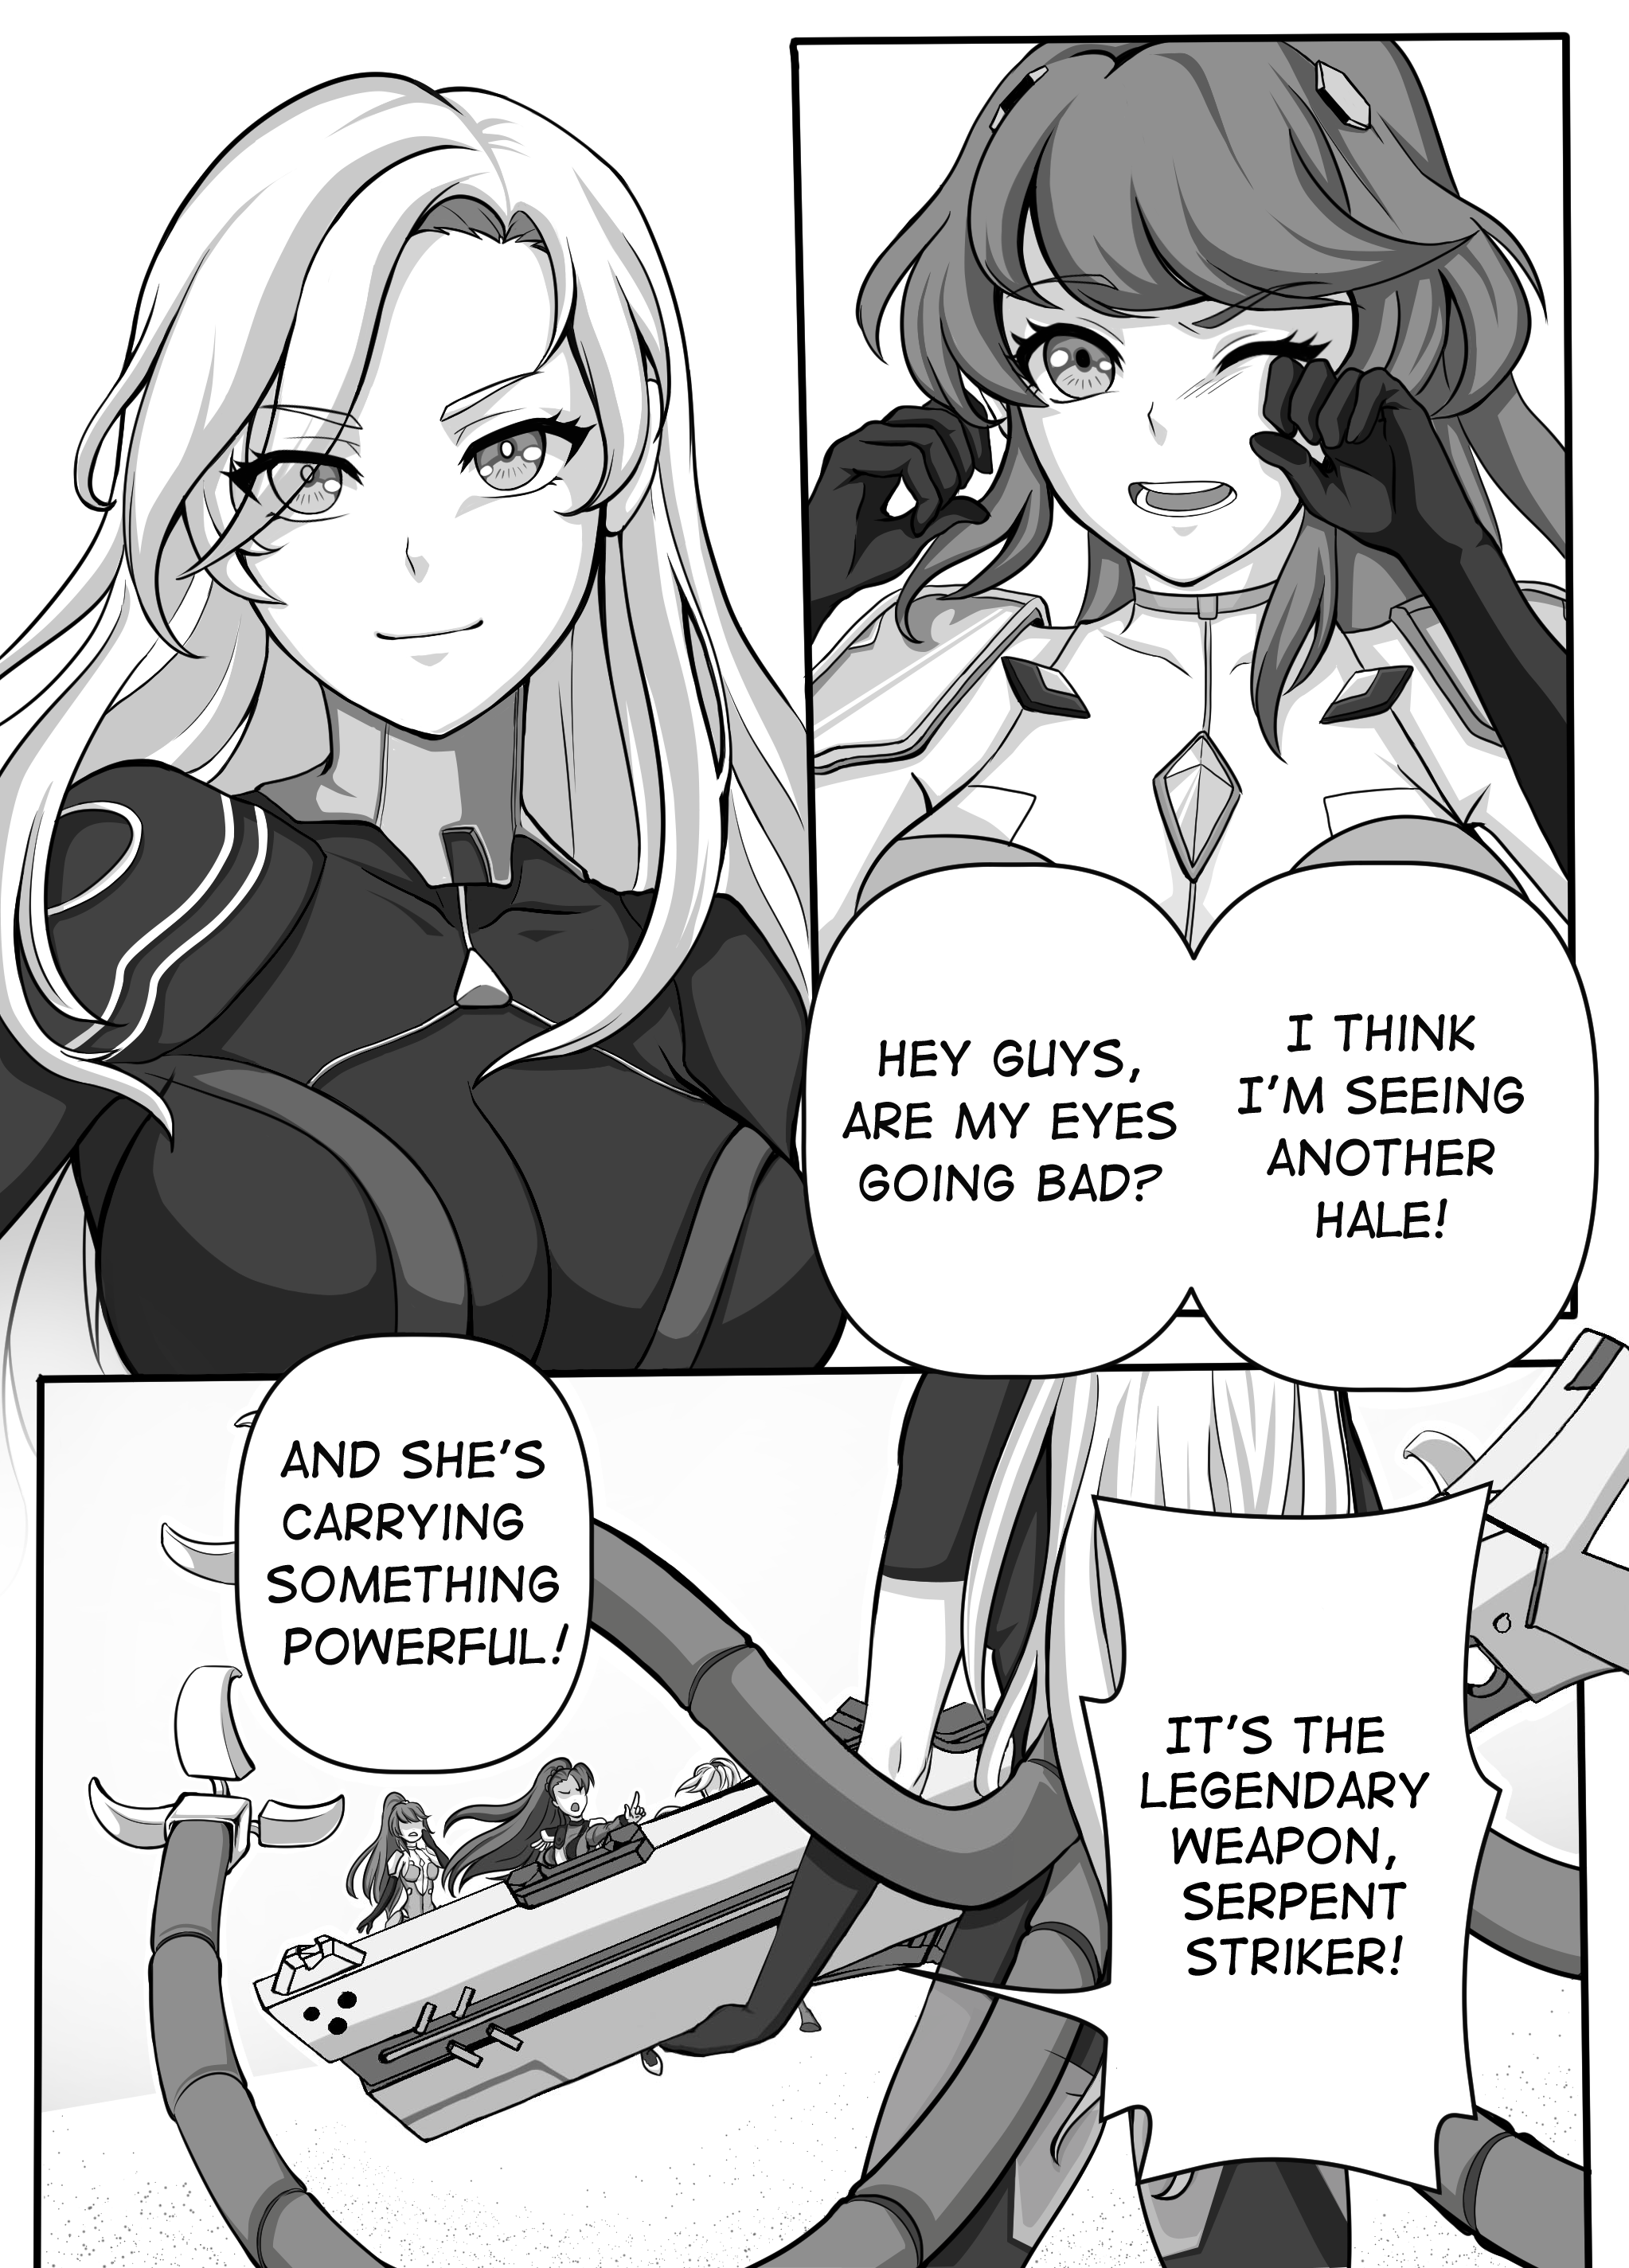 HEY GUYS,
ARE MY EYES
GOING BAD?
I THINK
I'M SEEING
ANOTHER
HALE!
AND SHE'S
CARRYING
SOMETHING
POWERFUL!
IT'S THE
LEGENDARY
WEAPON,
SERPENT
STRIKER!